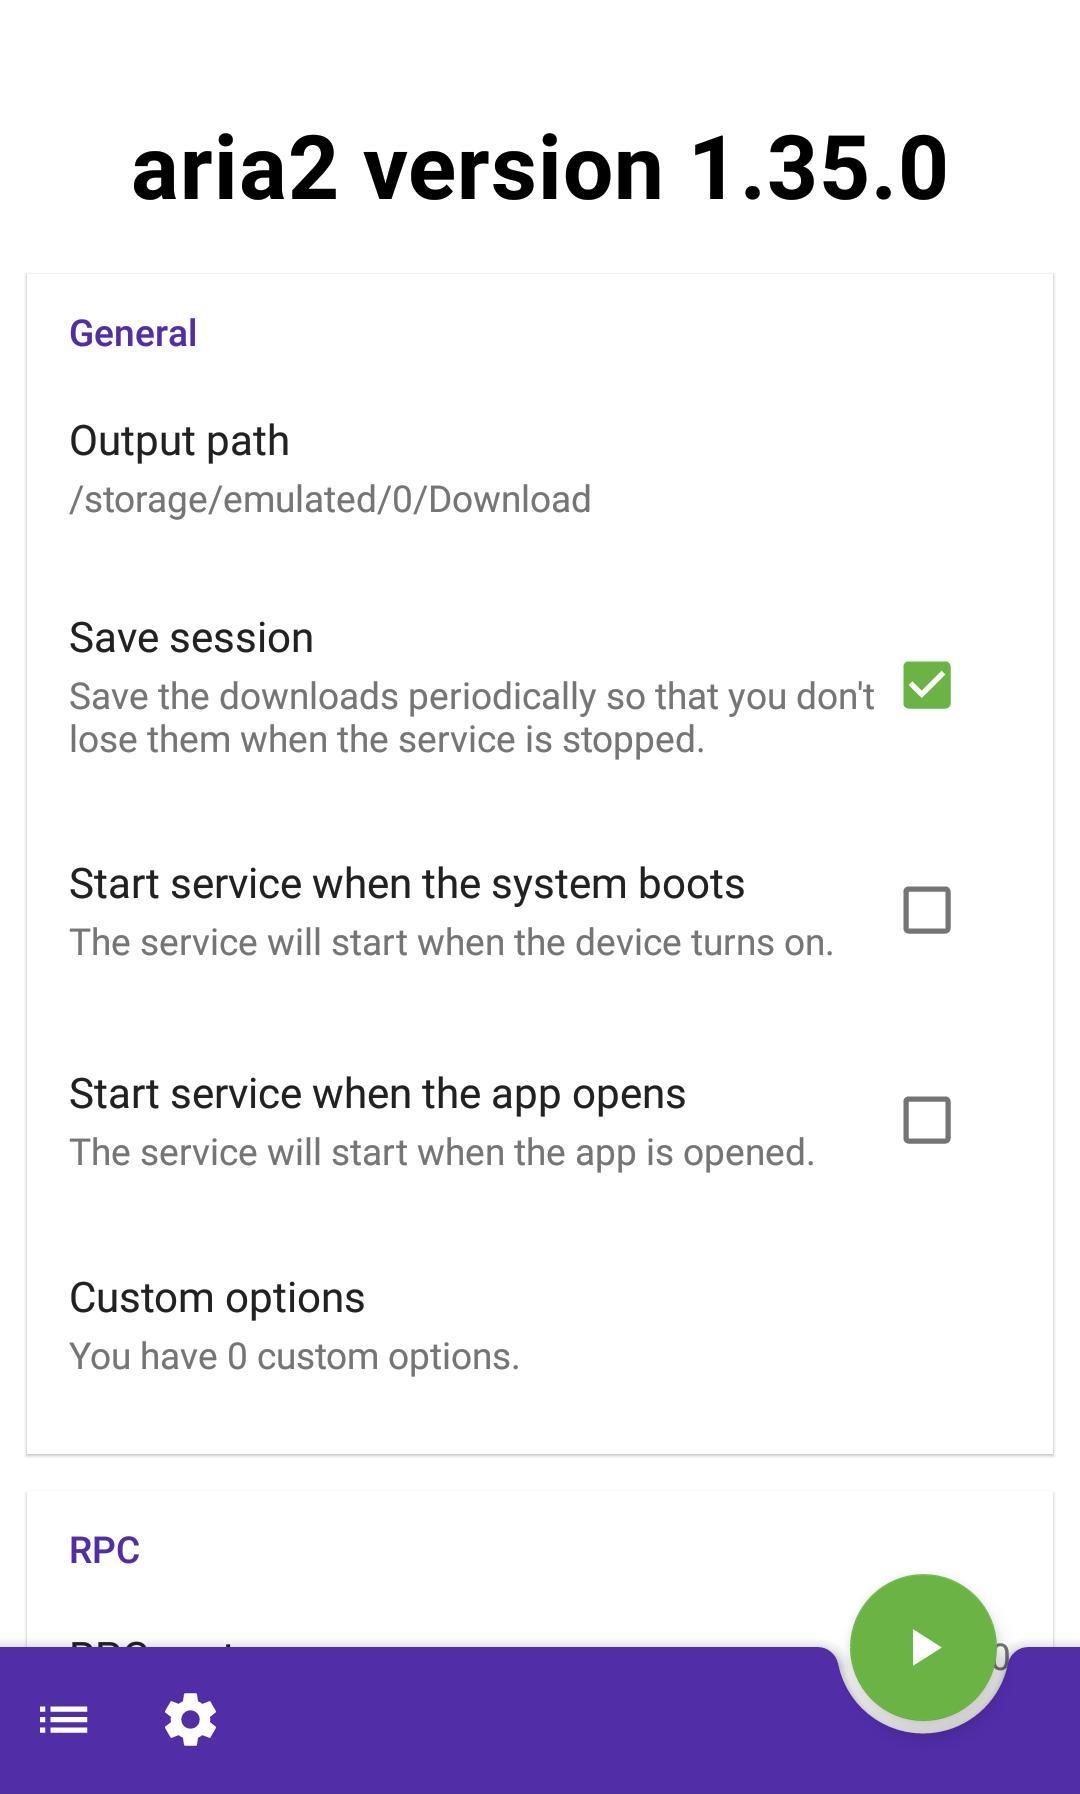 aria2 version 1.35.0
General
Output path
/storage/emulated/0/Download
Save session
Save the downloads periodically so that you don't
lose them when the service is stopped.
Start service when the system boots
The service will start when the device turns on.
Start service when the app opens
The service will start when the app is opened.
Custom options
You have 0 custom options.
RPC